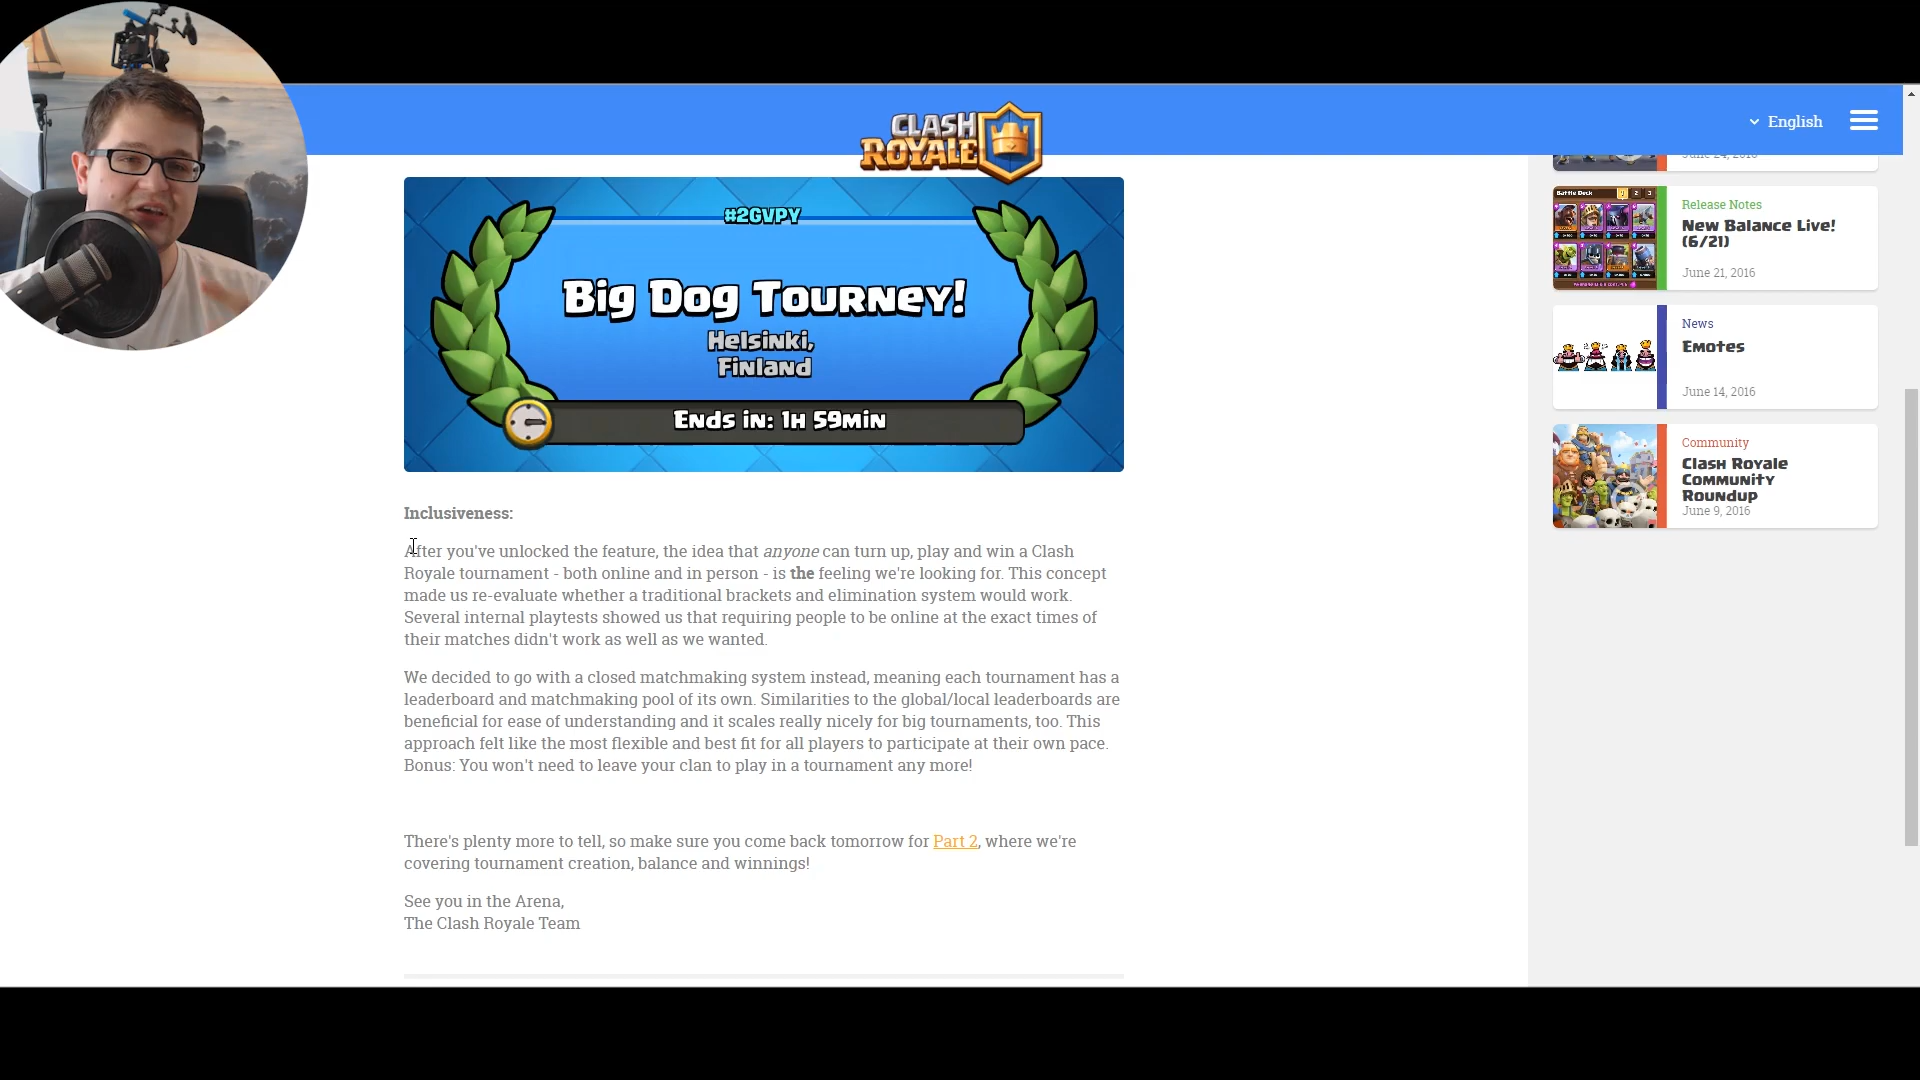 CLASH
ROYALE
English
#2GVPY
Big Dog Tourney!
Helsinki,
Finland
Ends in: 1h 59min
Inclusiveness:
After you've unlocked the feature, the idea that anyone can turn up, play and win a Clash
Royale tournament - both online and in person - is the feeling we're looking for. This concept
made us re-evaluate whether a traditional brackets and elimination system would work.
Several internal playtests showed us that requiring people to be online at the exact times of
their matches didn't work as well as we wanted.
We decided to go with a closed matchmaking system instead, meaning each tournament has a
leaderboard and matchmaking pool of its own. Similarities to the global/local leaderboards are
beneficial for ease of understanding and it scales really nicely for big tournaments, too. This
approach felt like the most flexible and best fit for all players to participate at their own pace.
Bonus: You won't need to leave your clan to play in a tournament any more!
There's plenty more to tell, so make sure you come back tomorrow for Part 2, where we're
covering tournament creation, balance and winnings!
See you in the Arena,
The Clash Royale Team
June 24, 2016
Battle Deck 1 2 3
Release Notes
New Balance Live!
(6/21)
June 21, 2016
News
Emotes
June 14, 2016
Community
Clash Royale
Community
Roundup
June 9, 2016